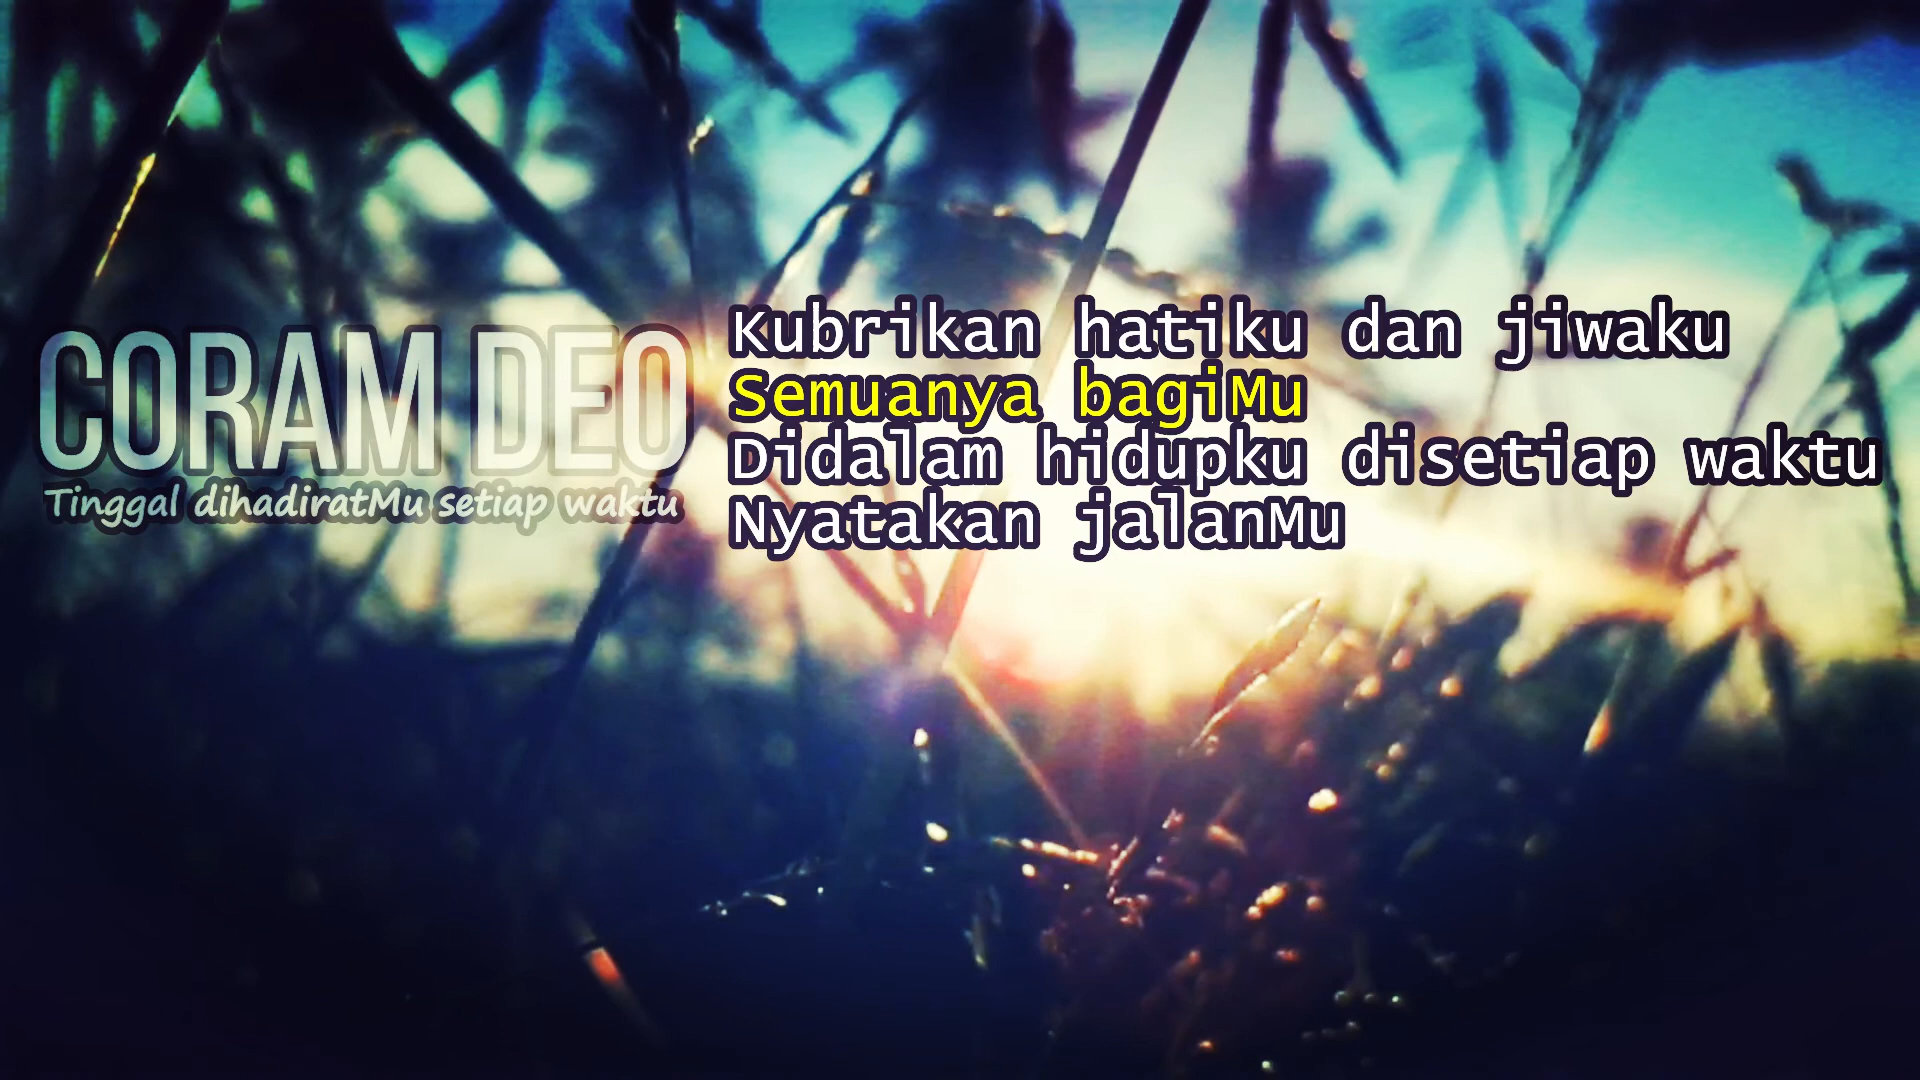 CORAM DEO
Tinggal dihadiratMu setiap waktu
Kubrikan hatiku dan jiwaku
Semuanya bagiMu
Didalam hidupku disetiap waktu
Nyatakan jalanMu